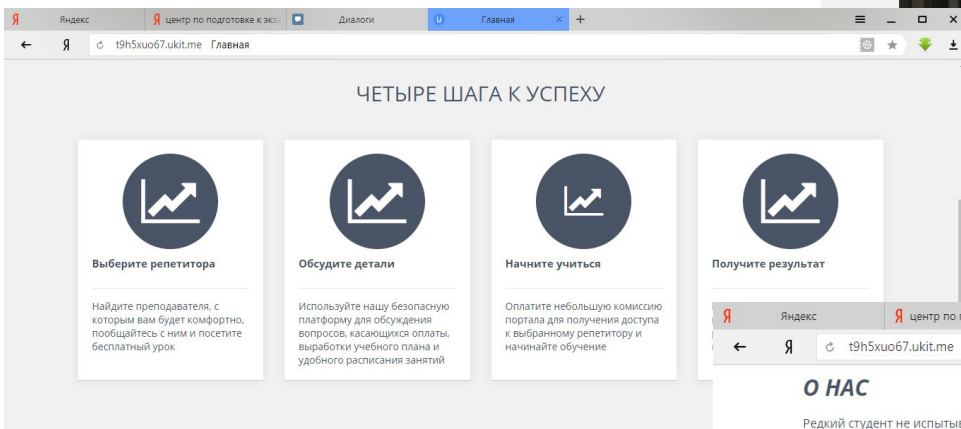 Яндекс
Я центр по подготовке к экза
Диалоги
Главная
Я t9h5xuo67.ukit.me Главная
ЧЕТЫРЕ ШАГА К УСПЕХУ
Выберите репетитора
Найдите преподавателя, с
которым вам будет комфортно,
пообщайтесь с ним и посетите
бесплатный урок
Обсудите детали
Используйте нашу безопасную
платформу для обсуждения
вопросов, касающихся оплаты,
выработки учебного плана и
удобного расписания занятий
Начните учиться
Оплатите небольшую комиссию
портала для получения доступа
к выбранному репетитору и
начинайте обучение
Получите результат
Я Яндекс
Я центр по
Я t9h5xuo67.ukit.me
О НАС
Редкий студент не